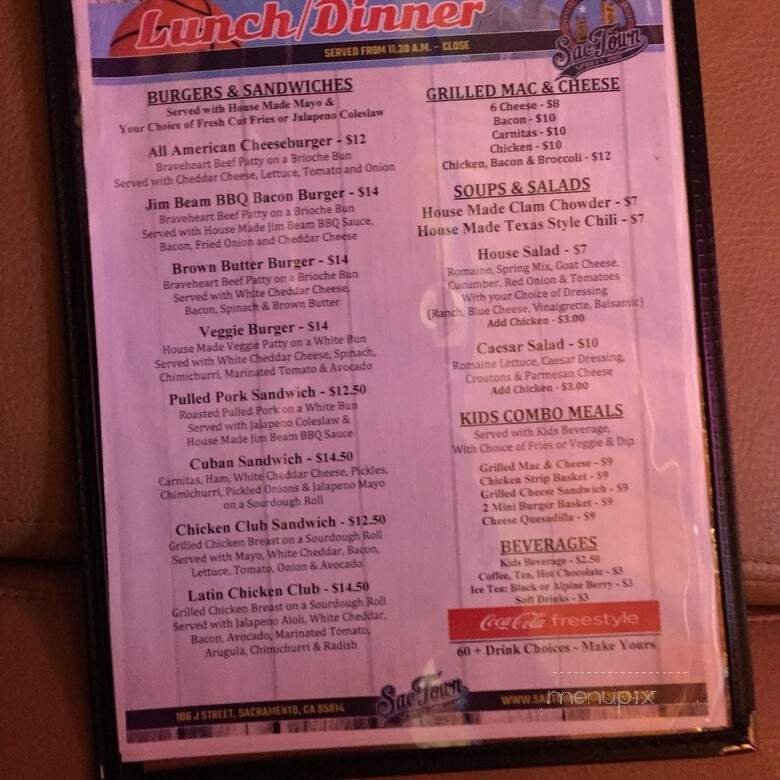 Lunch/Dinner
SERVED FROM 11.30 A.M. - CLOSE
Sac Town
BURGERS & SANDWICHES
Served with House Made Mayo &
Your Choice of Fresh Cut Fries or Jalapeno Coleslaw
All American Cheeseburger - $12
Braveheart Beef Patty on a Brioche Bun
Served with Cheddar Cheese, Lettuce, Tomato and Onion
Jim Beam BBQ Bacon Burger - $14
Braveheart Beef Patty on a Brioche Bun
Served with House Made Jim Beam BBQ Sauce,
Bacon, Fried Onion and Cheddar Cheese
Brown Butter Burger - $14
Braveheart Beef Patty on a Brioche Bun
Served with White Cheddar Cheese,
Bacon, Spinach & Brown Butter
Veggie Burger - $14
House Made Veggie Patty on a White Bun
Served with White Cheddar Cheese, Spinach,
Chimichurri, Marinated Tomato & Avocado
Pulled Pork Sandwich - $12.50
Roasted Pulled Pork on a White Bun
Served with Jalapeno Coleslaw &
House Made Jim Beam BBQ Sauce
Cuban Sandwich - $14.50
Carnitas, Ham, White Cheddar Cheese, Pickles,
Chimichurri, Pickled Onions & Jalapeno Mayo
on a Sourdough Roll
Chicken Club Sandwich - $12.50
Grilled Chicken Breast on a Sourdough Roll
Served with Mayo, White Cheddar, Bacon,
Lettuce, Tomato, Onion & Avocado
Latin Chicken Club - $14.50
Grilled Chicken Breast on a Sourdough Roll
Served with Jalapeno Aioli, White Cheddar,
Bacon, Avocado, Marinated Tomato,
Arugula, Chimichurri & Radish
GRILLED MAC & CHEESE
6 Cheese - $8
Bacon - $10
Carnitas - $10
Chicken - $10
Chicken, Bacon & Broccoli - $12
SOUPS & SALADS
House Made Clam Chowder - $7
House Made Texas Style Chili - $7
House Salad - $7
Romaine, Spring Mix, Goat Cheese,
Cucumber, Red Onion & Tomatoes
With your Choice of Dressing
(Ranch, Blue Cheese, Vinaigrette, Balsamic)
Add Chicken - $3.00
Caesar Salad - $10
Romaine Lettuce, Caesar Dressing,
Croutons & Parmesan Cheese
Add Chicken - $3.00
KIDS COMBO MEALS
Served with Kids Beverage,
With Choice of Fries or Veggie & Dip
Grilled Mac & Cheese - $9
Chicken Strip Basket - $9
Grilled Cheese Sandwich - $9
2 Mini Burger Basket - $9
Cheese Quesadilla - $9
BEVERAGES
Kids Beverage - $2.50
Coffee, Tea, Hot Chocolate - $3
Ice Tea: Black or Alpine Berry - $3
Soft Drinks - $3
Coca-Cola freestyle
60 + Drink Choices - Make Yours
106 J STREET, SACRAMENTO, CA 95814
Sac Town
WWW.SA
menupix